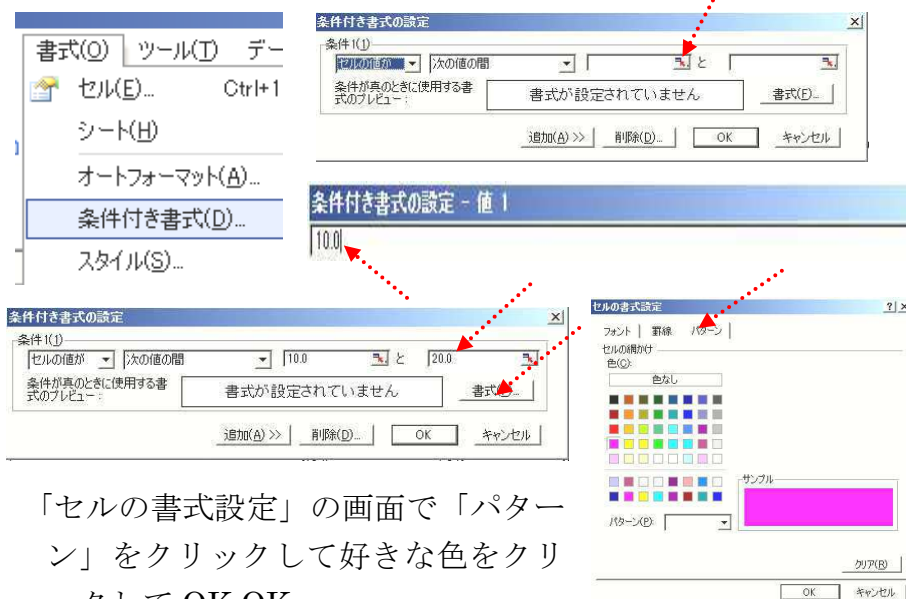 書式(O) ツール(T) デー
セル(E)... Ctrl+1
シート(H)
オートフォーマット(A)...
条件付き書式(D)...
スタイル(S)...
条件付き書式の設定
条件1(1)
セルの値が 次の値の間 と
条件が真のときに使用する書
式のプレビュー：
書式が設定されていません
書式(F)...
追加(A) >> 削除(D)... OK キャンセル
条件付き書式の設定 - 値 1
10.0
条件付き書式の設定
条件1(1)
セルの値が 次の値の間 10.0 と 20.0
条件が真のときに使用する書
式のプレビュー：
書式が設定されていません
追加(A) >> 削除(D)... OK キャンセル
セルの書式設定
フォント 罫線 パターン
セルの網かけ
色(C):
色なし
サンプル
パターン(P):
クリア(R)
OK キャンセル
「セルの書式設定」の画面で「パター
ン」をクリックして好きな色をクリ